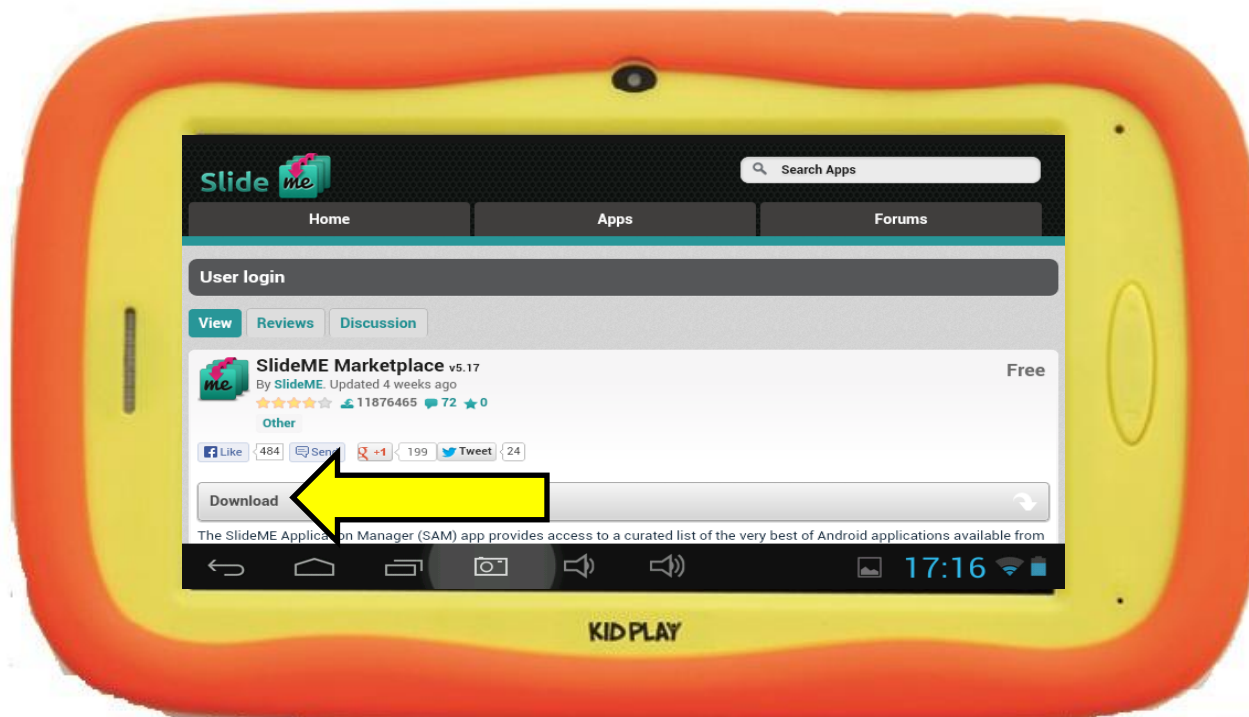 Slide me
Search Apps
Home Apps Forums
User login
View Reviews Discussion
SlideME Marketplace v5.17
Free
By SlideME. Updated 4 weeks ago
11876465 72 0
Other
Like 484 Send +1 199 Tweet 24
Download
The SlideME Application Manager (SAM) app provides access to a curated list of the very best of Android applications available from
17:16
KIDPLAY